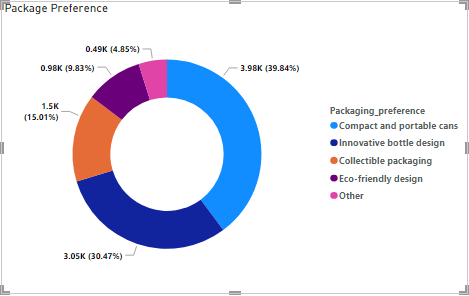 Package Preference
0.49K (4.85%)
0.98K (9.83%)
3.98K (39.84%)
1.5K
(15.01%)
3.05K (30.47%)
Packaging_preference
Compact and portable cans
Innovative bottle design
Collectible packaging
Eco-friendly design
Other